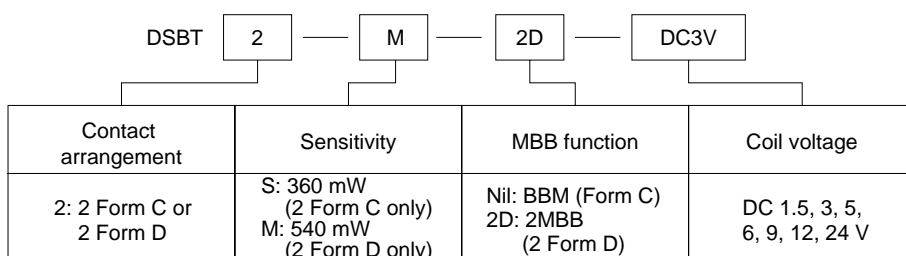 DSBT 2 M 2D DC3V
Contact arrangement
Sensitivity
MBB function
Coil voltage
2: 2 Form C or
2 Form D
S: 360 mW
(2 Form C only)
M: 540 mW
(2 Form D only)
Nil: BBM (Form C)
2D: 2MBB
(2 Form D)
DC 1.5, 3, 5,
6, 9, 12, 24 V